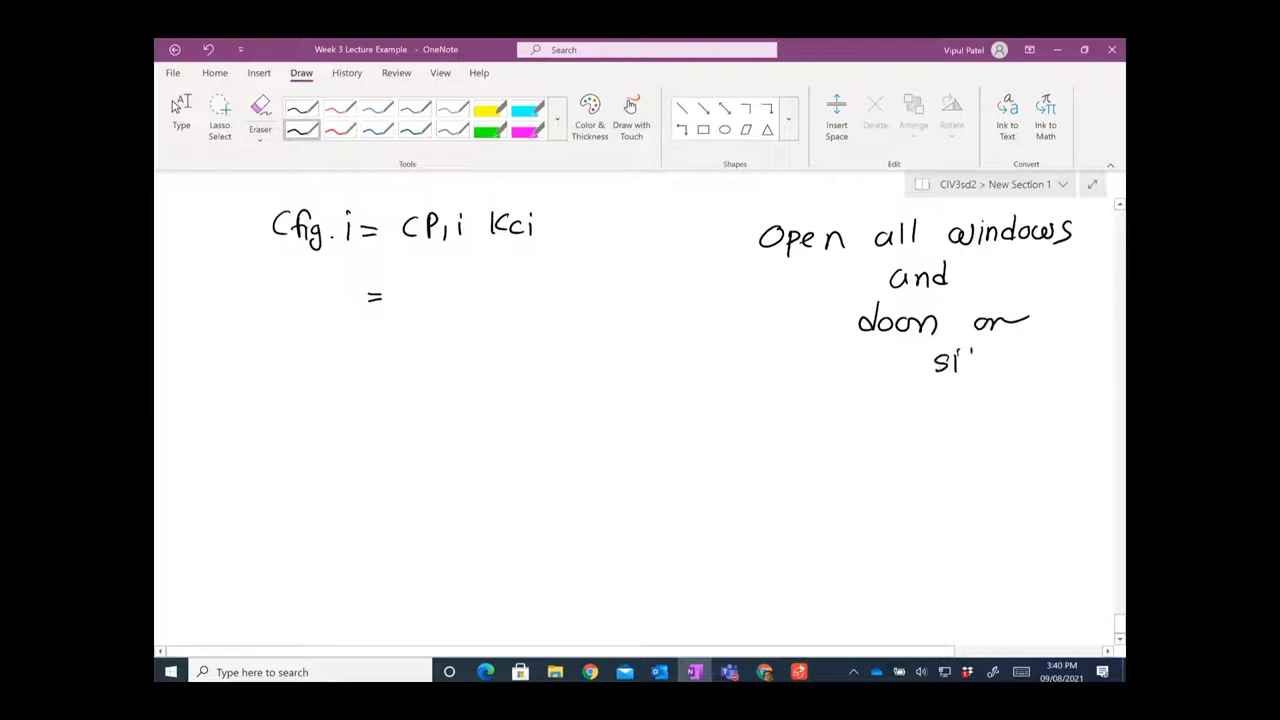 Week 3 Lecture Example - OneNote
Search
Vipul Patel
File Home Insert Draw History Review View Help
Type
Lasso Select
Eraser
Color & Thickness
Draw with Touch
Insert Space
Delete
Arrange
Rotate
Ink to Text
Ink to Math
Tools
Shapes
Edit
Convert
CIV3sd2 > New Section 1
Cfig.i = CP,i Kci
=
Open all windows
and
door on
si
Type here to search
3:40 PM
09/08/2021